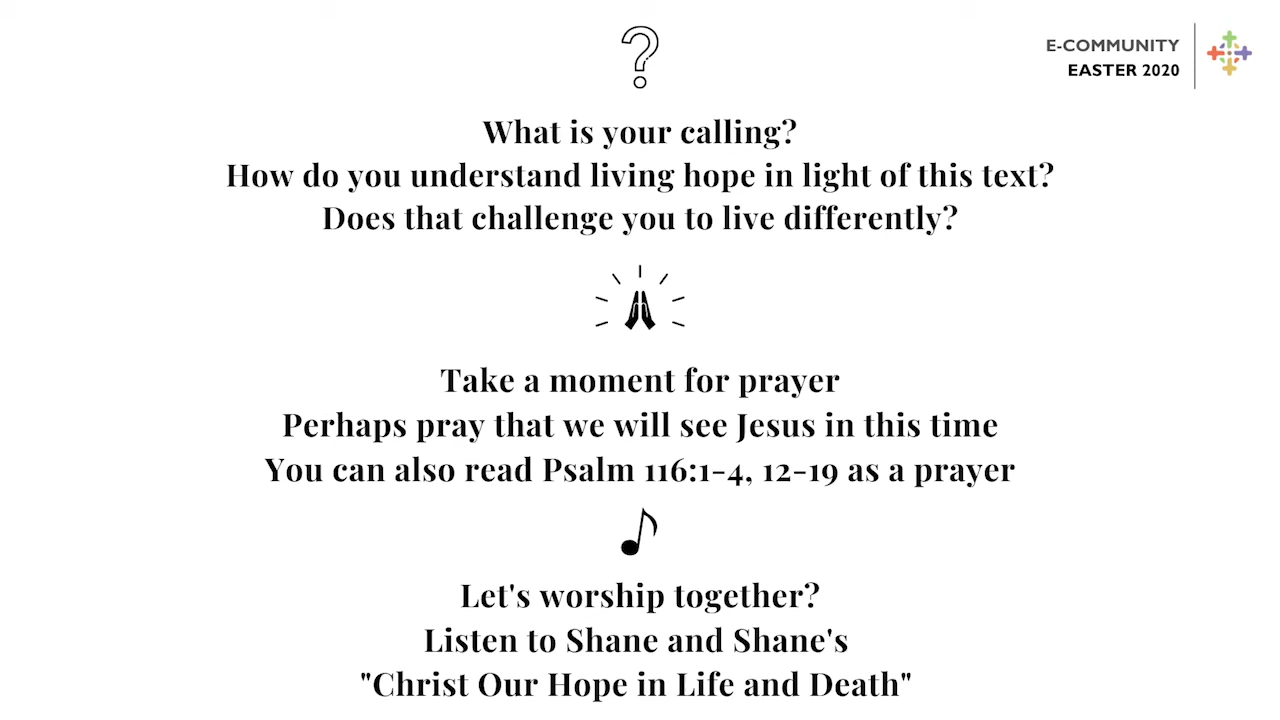 E-COMMUNITY
EASTER 2020
What is your calling?
How do you understand living hope in light of this text?
Does that challenge you to live differently?
Take a moment for prayer
Perhaps pray that we will see Jesus in this time
You can also read Psalm 116:1-4, 12-19 as a prayer
Let's worship together?
Listen to Shane and Shane's
"Christ Our Hope in Life and Death"